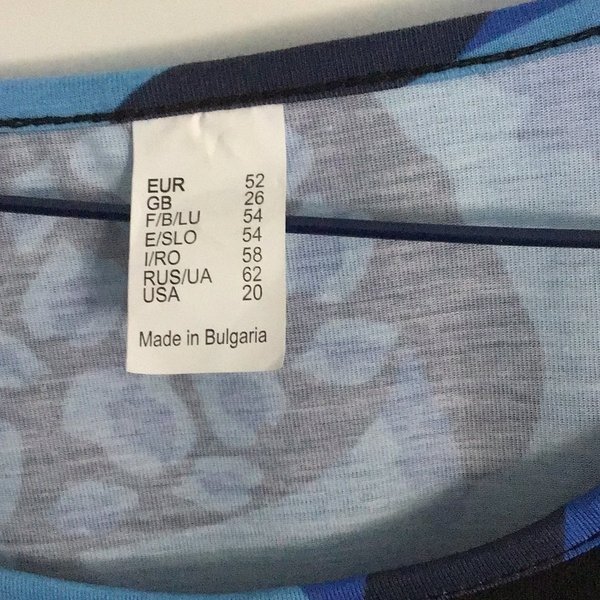 EUR 52
GB 26
F/B/LU 54
E/SLO 54
I/RO 58
RUS/UA 62
USA 20
Made in Bulgaria